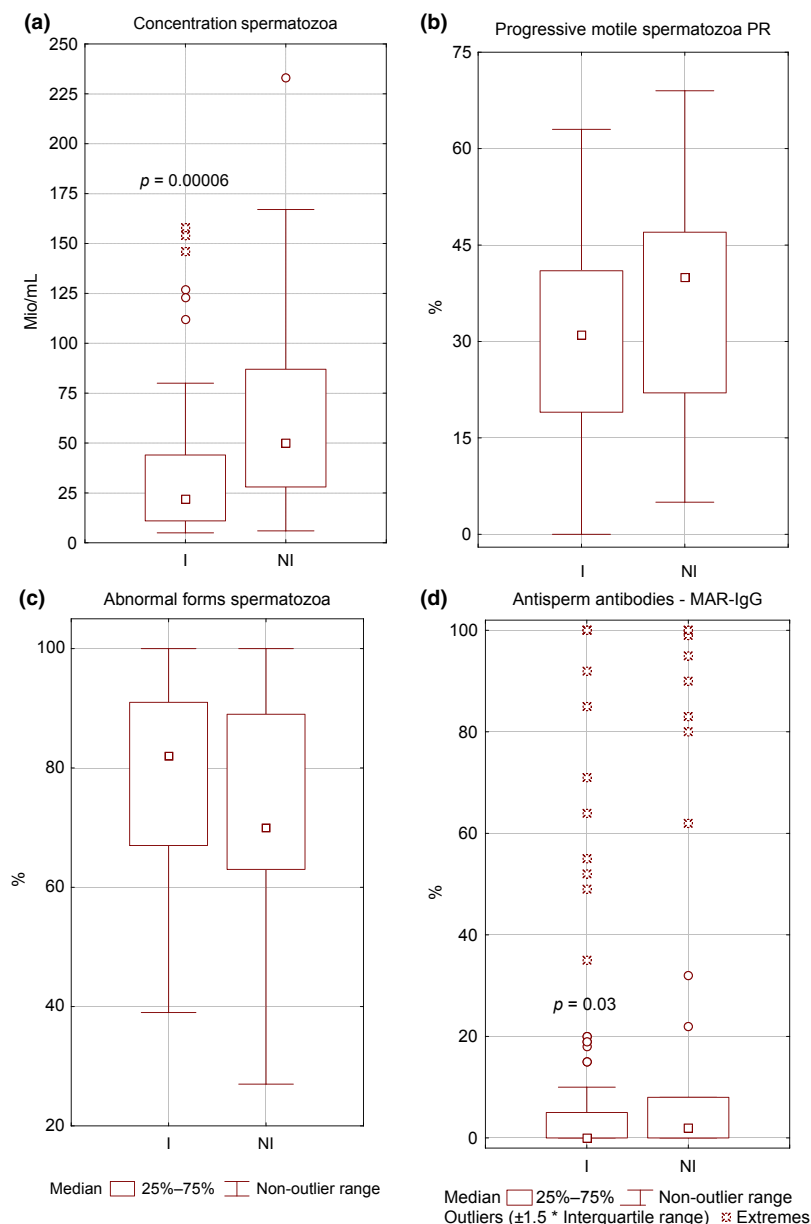 (a)
Concentration spermatozoa
250
225
200
175
150
125
100
75
50
25
0
Mio/mL
p = 0.00006
I NI
(b)
Progressive motile spermatozoa PR
75
60
45
30
15
0
%
I NI
(c)
Abnormal forms spermatozoa
100
80
60
40
20
%
I NI
Median 25%–75% Non-outlier range
(d)
Antisperm antibodies - MAR-IgG
100
80
60
40
20
0
%
p = 0.03
I NI
Median 25%–75% Non-outlier range
Outliers (±1.5 * Interquartile range) Extremes